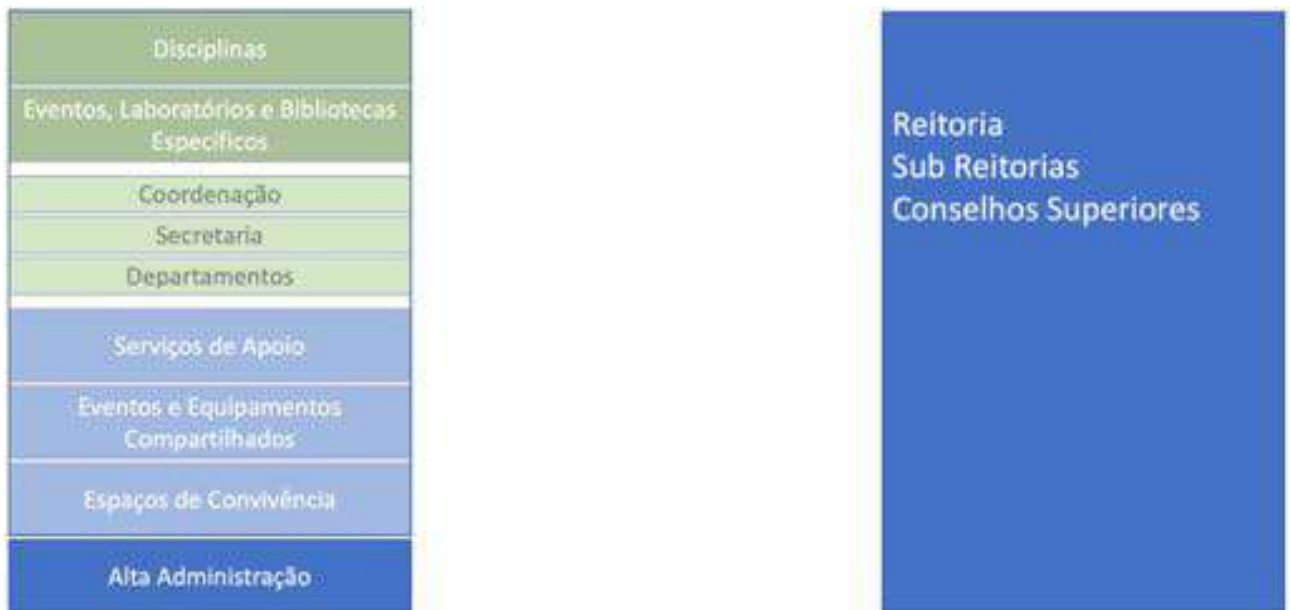 Disciplinas
Eventos, Laboratórios e Bibliotecas
Específicos
Coordenação
Secretaria
Departamentos
Serviços de Apoio
Eventos e Equipamentos
Compartilhados
Espaços de Convivência
Alta Administração
Reitoria
Sub Reitorias
Conselhos Superiores